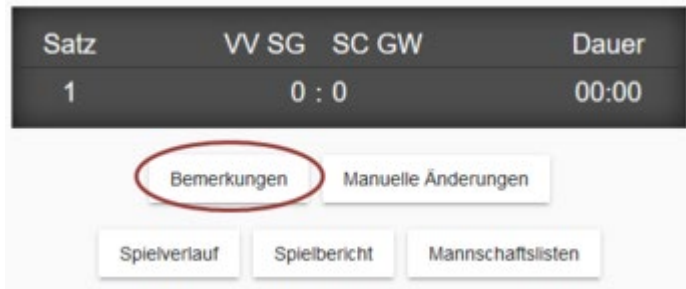 Satz VV SG SC GW Dauer
1 0 : 0 00:00
Bemerkungen Manuelle Änderungen
Spielverlauf Spielbericht Mannschaftslisten